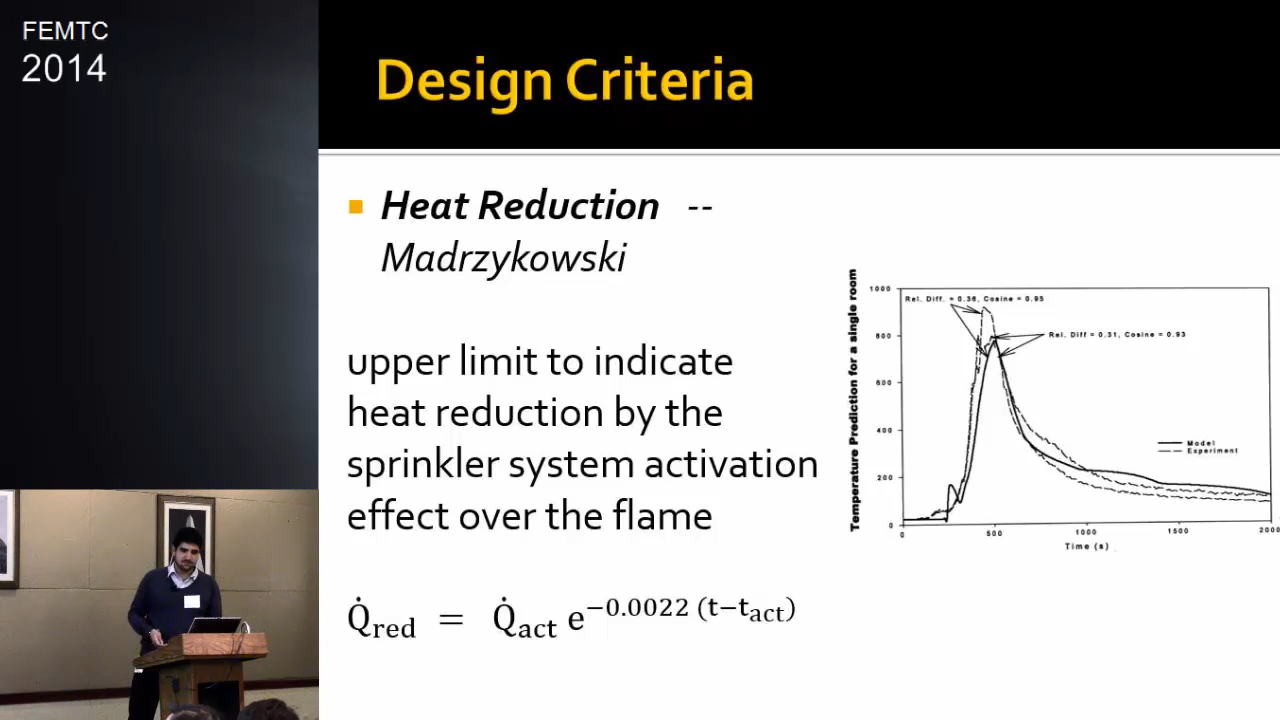 FEMTC
2014
Design Criteria
Heat Reduction --
Madrzykowski
upper limit to indicate
heat reduction by the
sprinkler system activation
effect over the flame
Q̇red = Q̇act e−0.0022 (t−tact)
Temperature Prediction for a single room
1000
800
600
400
200
0
Rel. Diff. = 0.36, Cosine = 0.95
Rel. Diff = 0.31, Cosine = 0.93
Model
Experiment
0
500
1000
1500
2000
Time (s)